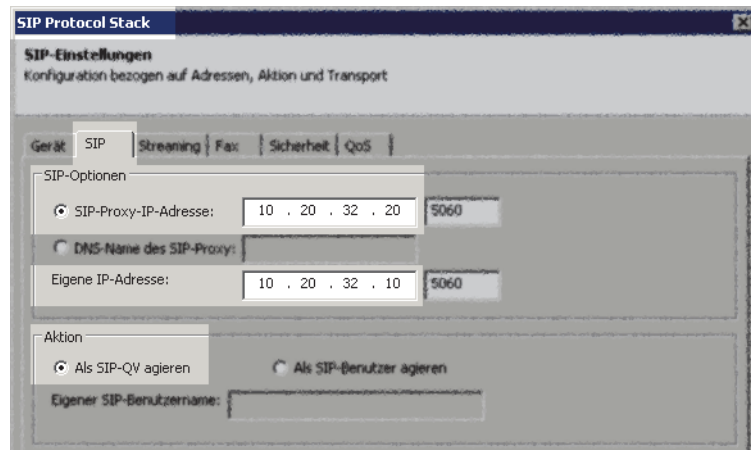 SIP Protocol Stack
SIP-Einstellungen
Konfiguration bezogen auf Adressen, Aktion und Transport
Gerät SIP Streaming Fax Sicherheit QoS
SIP-Optionen
SIP-Proxy-IP-Adresse: 10 . 20 . 32 . 20 5060
DNS-Name des SIP-Proxy:
Eigene IP-Adresse: 10 . 20 . 32 . 10 5060
Aktion
Als SIP-QV agieren Als SIP-Benutzer agieren
Eigener SIP-Benutzername: